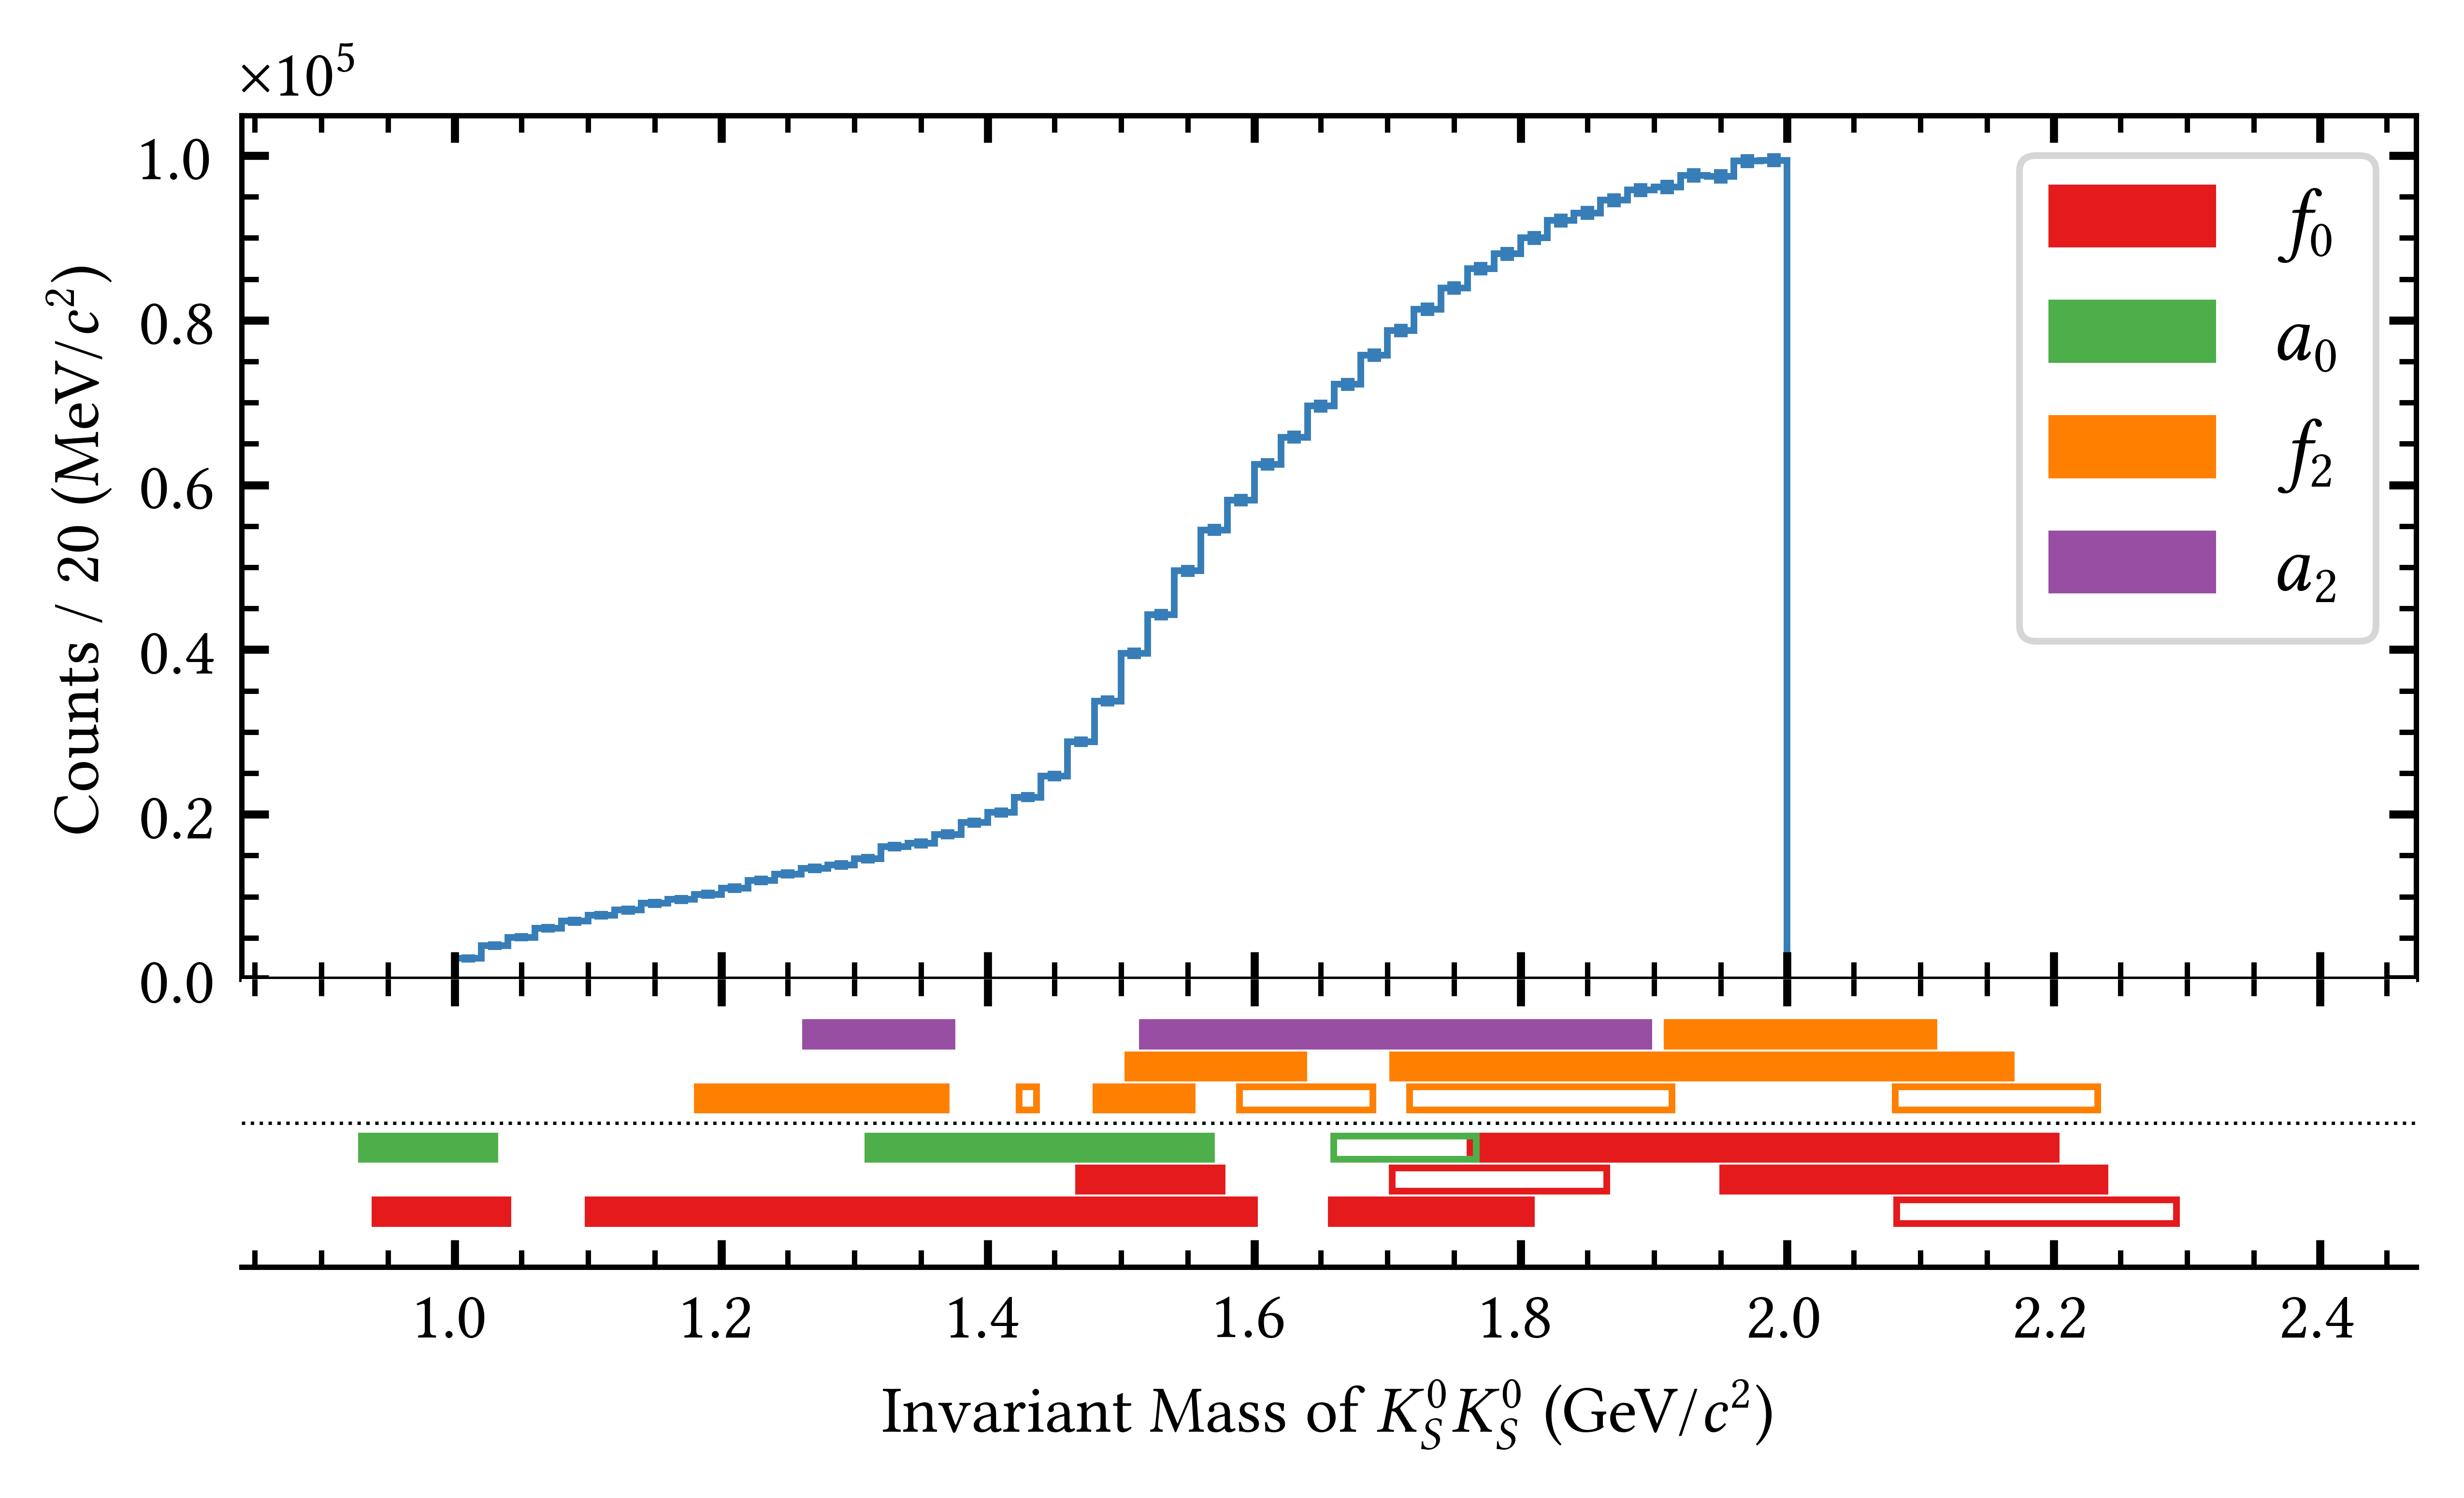 ×10⁵
1.0
0.8
0.6
0.4
0.2
0.0
Counts / 20 (MeV/c²)
f₀
a₀
f₂
a₂
1.0 1.2 1.4 1.6 1.8 2.0 2.2 2.4
Invariant Mass of K⁰_S K⁰_S (GeV/c²)